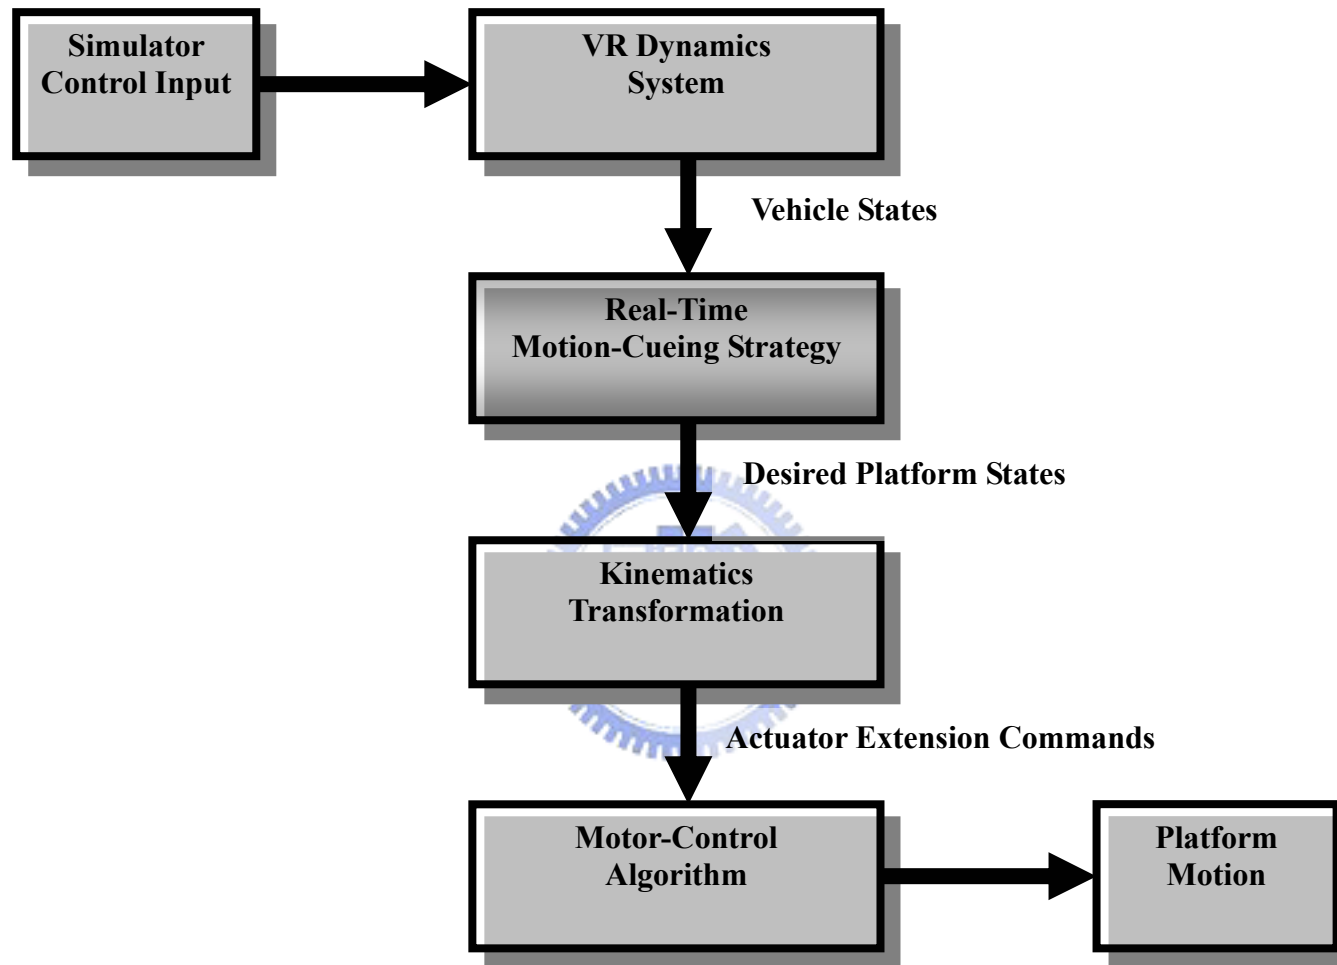 Simulator
Control Input
VR Dynamics
System
Vehicle States
Real-Time
Motion-Cueing Strategy
Desired Platform States
Kinematics
Transformation
Actuator Extension Commands
Motor-Control
Algorithm
Platform
Motion